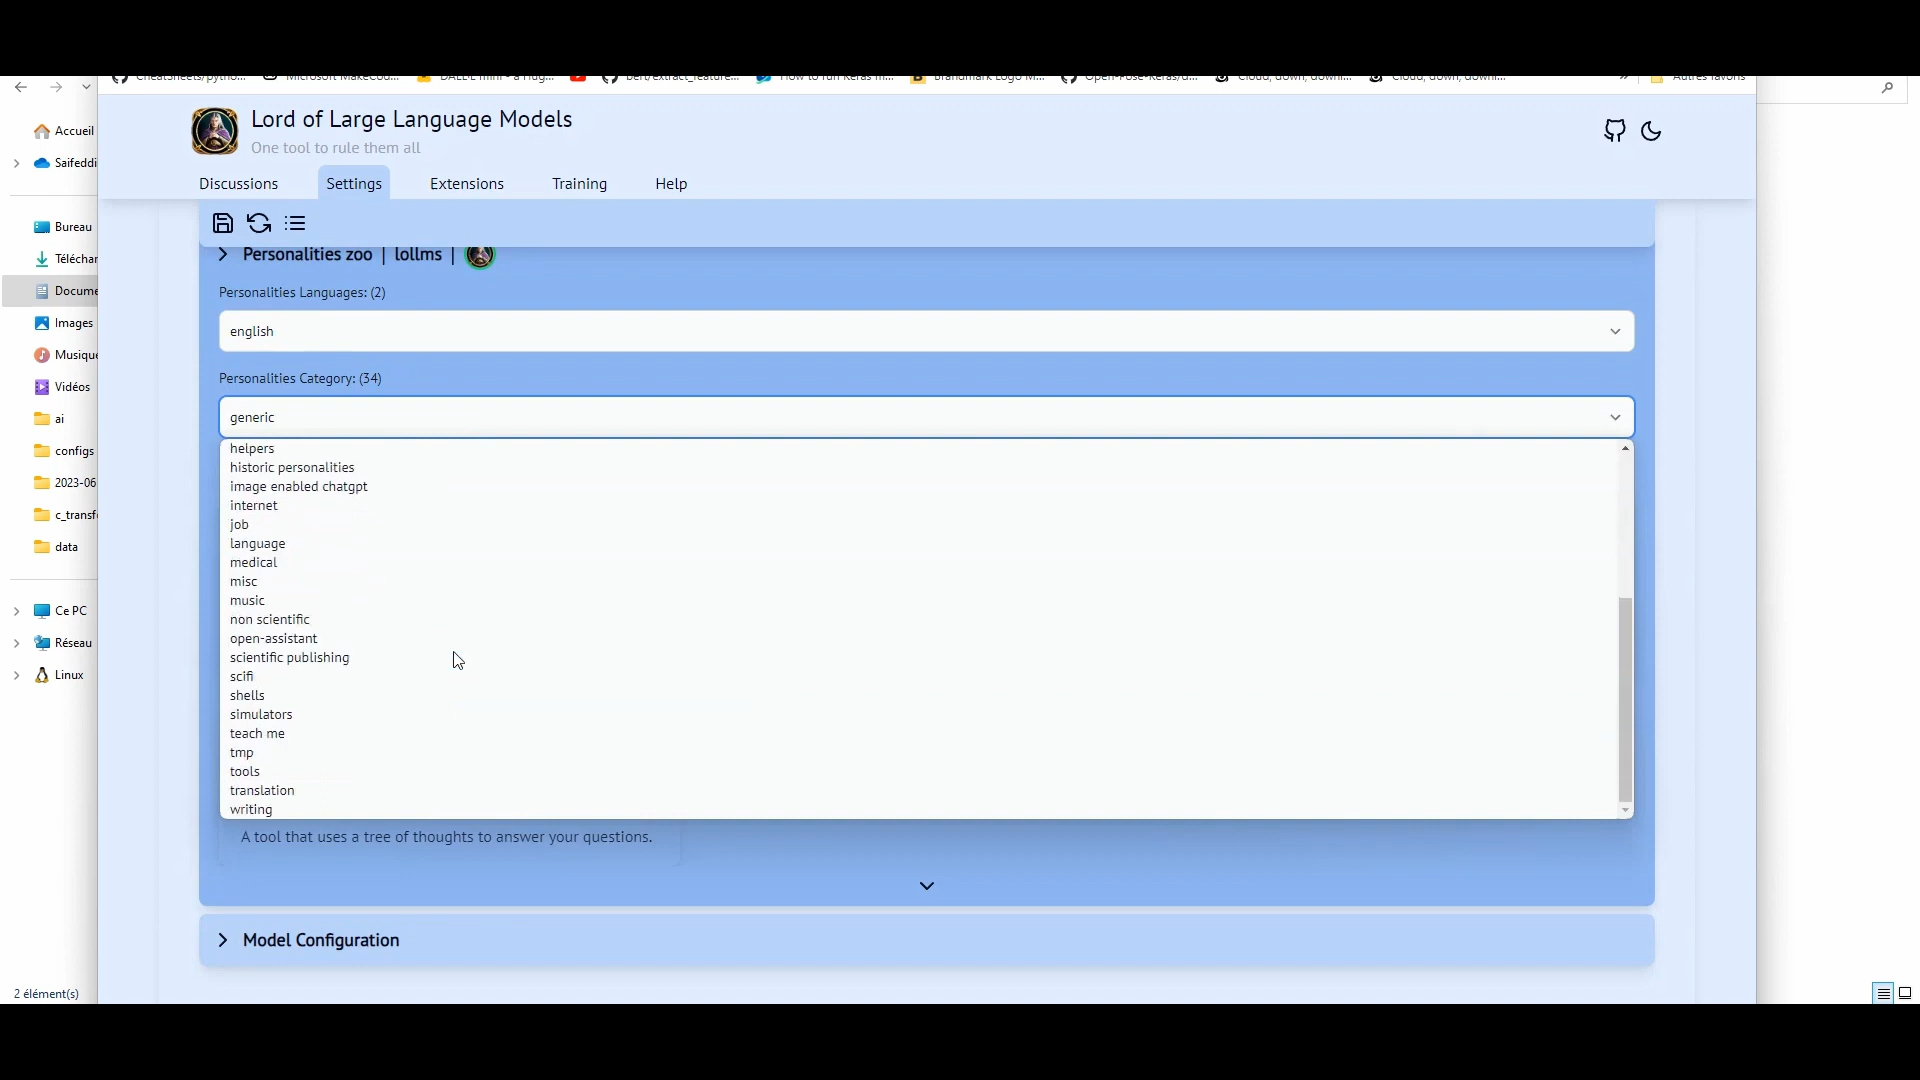 Lord of Large Language Models
One tool to rule them all
Discussions Settings Extensions Training Help
Personalities zoo | lollms |
Personalities Languages: (2)
english
Personalities Category: (34)
generic
helpers
historic personalities
image enabled chatgpt
internet
job
language
medical
misc
music
non scientific
open-assistant
scientific publishing
scifi
shells
simulators
teach me
tmp
tools
translation
writing
A tool that uses a tree of thoughts to answer your questions.
Model Configuration
Accueil
Saifeddi
Bureau
Téléchar
Docume
Images
Musique
Vidéos
ai
configs
2023-06
c_transf
data
Ce PC
Réseau
Linux
2 élément(s)